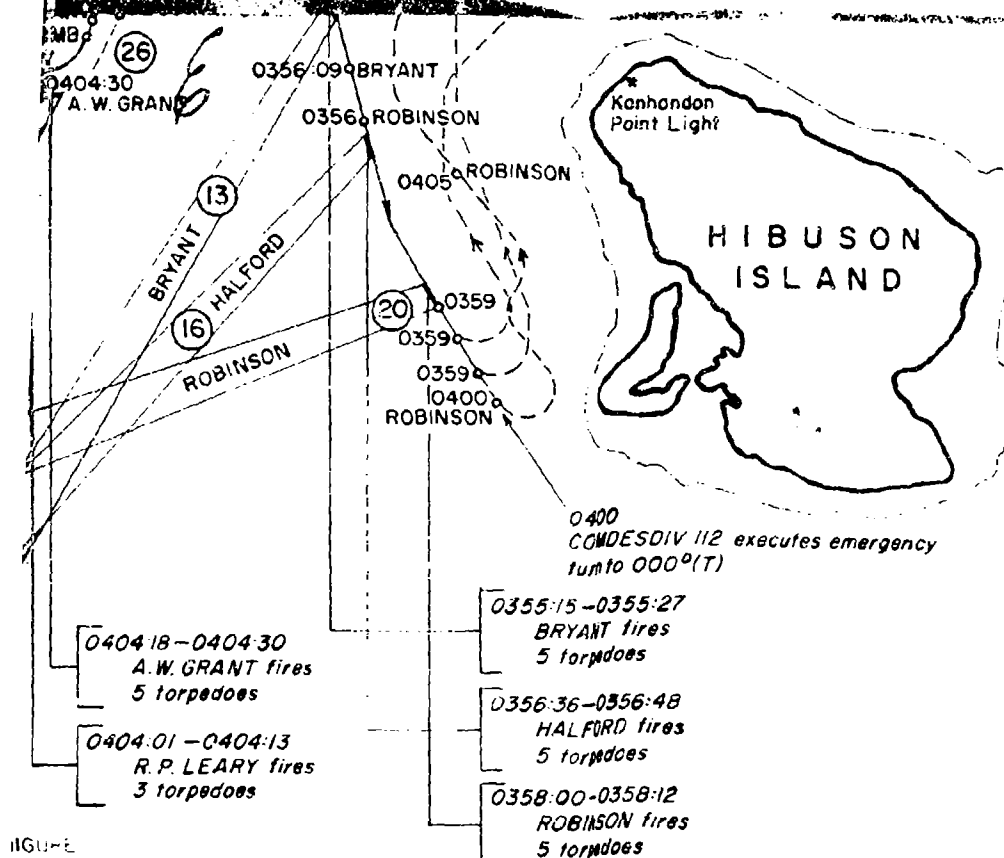 MB
26
0404:30
A.W. GRANT
0356:09 BRYANT
0356 ROBINSON
Kanhandon
Point Light
0405 ROBINSON
13
BRYANT
HALFORD
HIBUSON
ISLAND
16
20
0359
ROBINSON
0359
0359
0400
ROBINSON
0400
COMDESDIV 112 executes emergency
turn to 000°(T)
0355:15-0355:27
BRYANT fires
5 torpedoes
0404:18-0404:30
A.W. GRANT fires
5 torpedoes
0356:36-0356:48
HALFORD fires
5 torpedoes
0404:01-0404:13
R.P. LEARY fires
3 torpedoes
0358:00-0358:12
ROBINSON fires
5 torpedoes